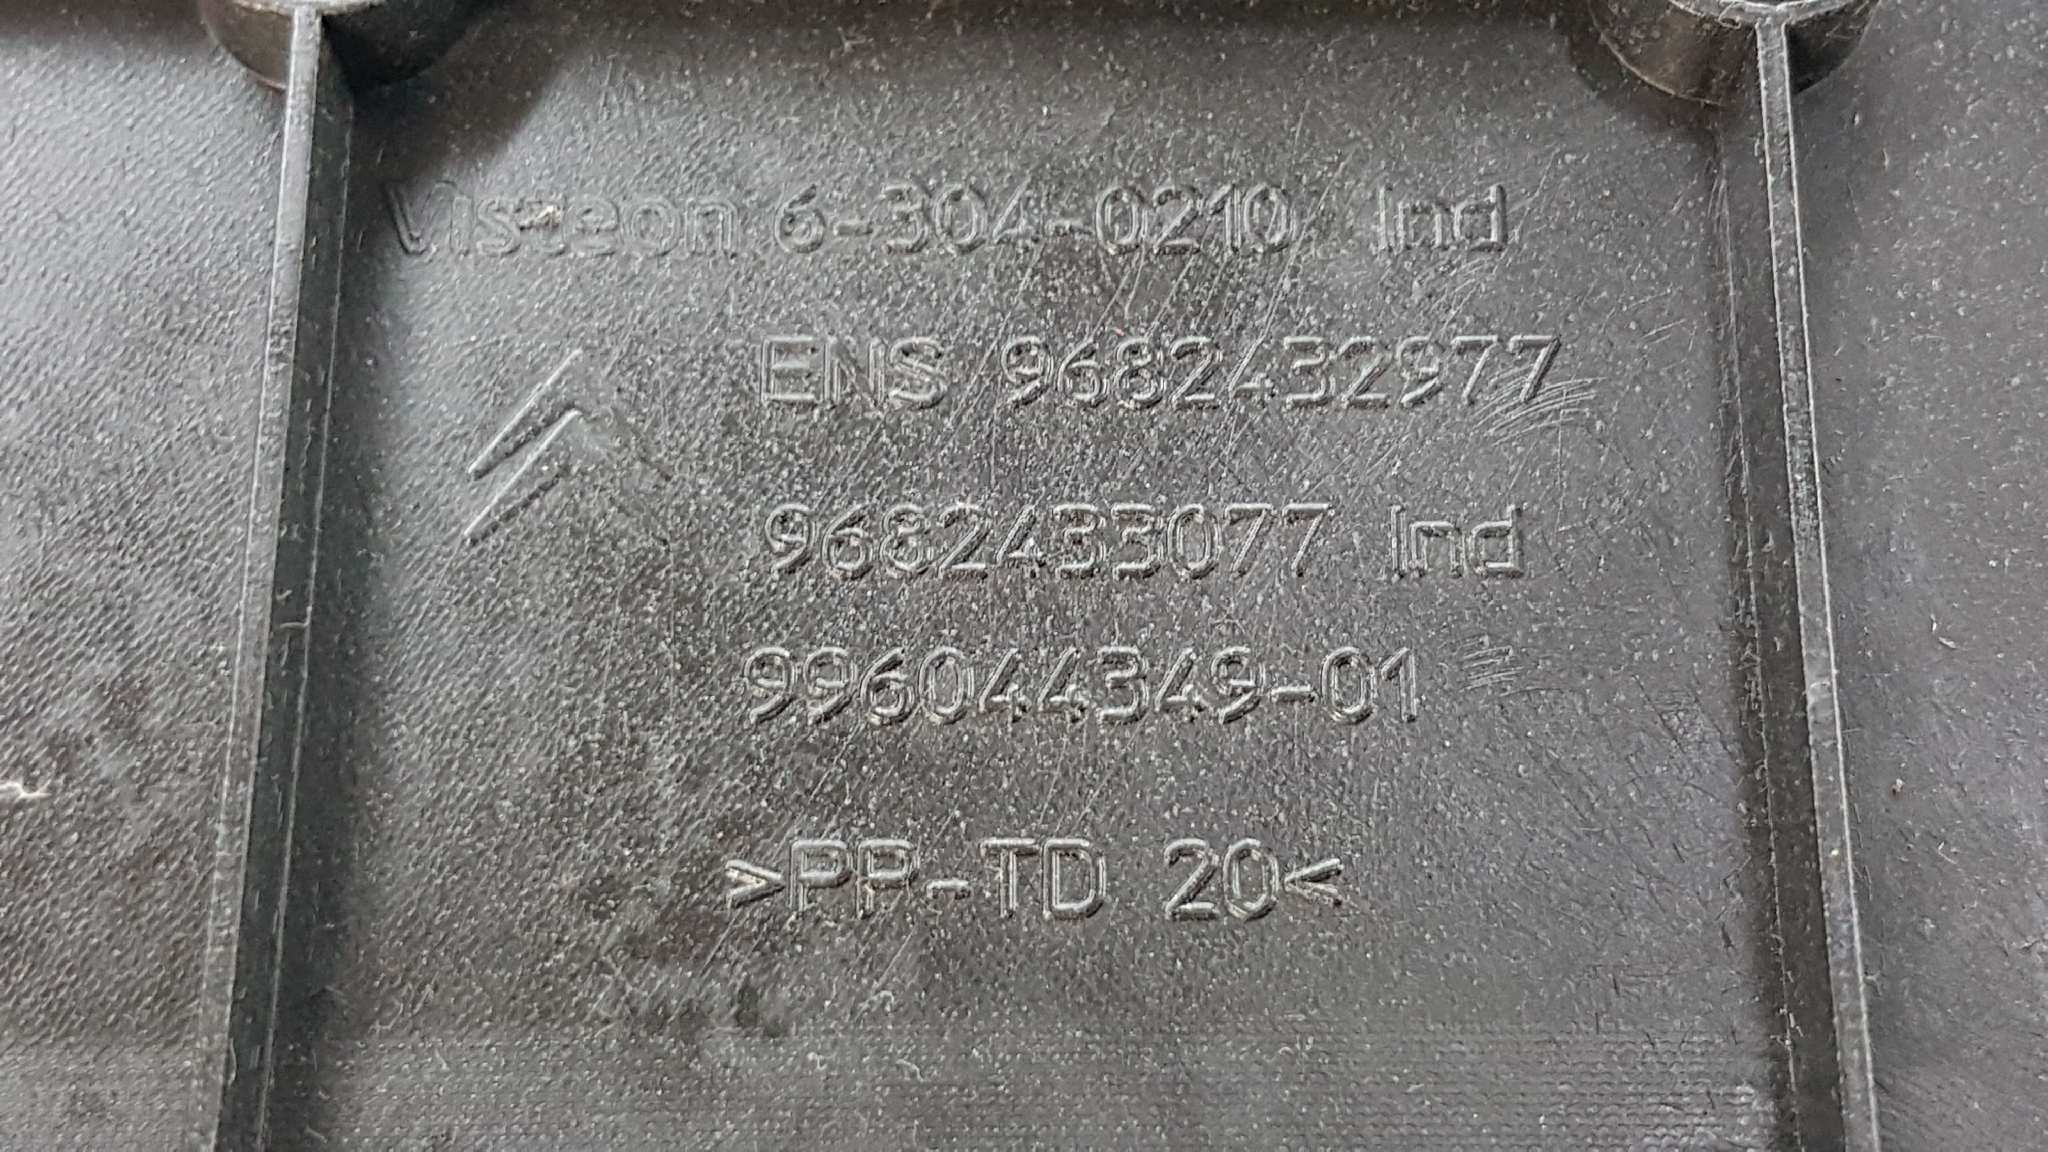 Visteon 6-304-0210 Ind
ENS 9682432977
9682433077 Ind
996044349-01
>PP-TD 20<